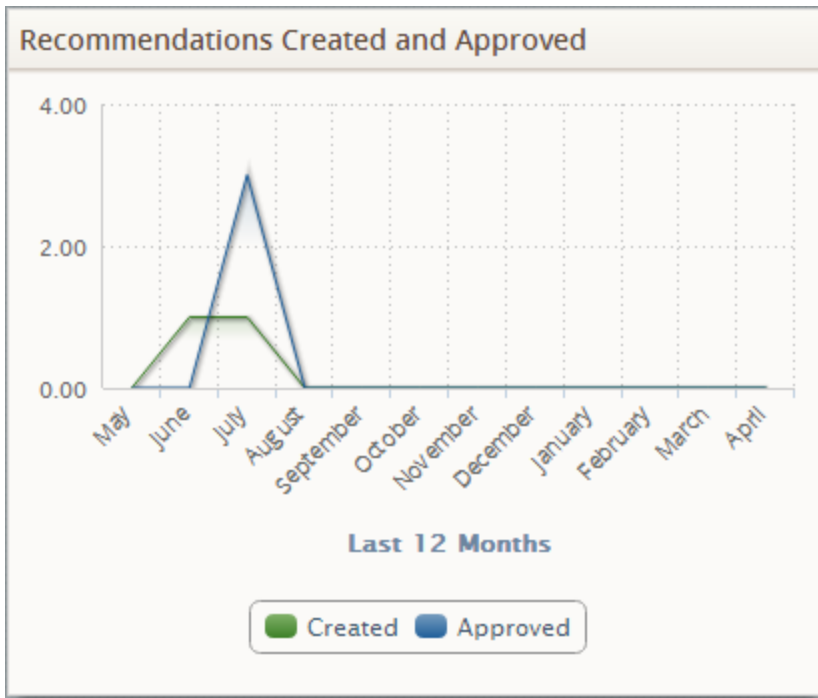 Recommendations Created and Approved
4.00
2.00
0.00
May June July August September October November December January February March April
Last 12 Months
Created Approved